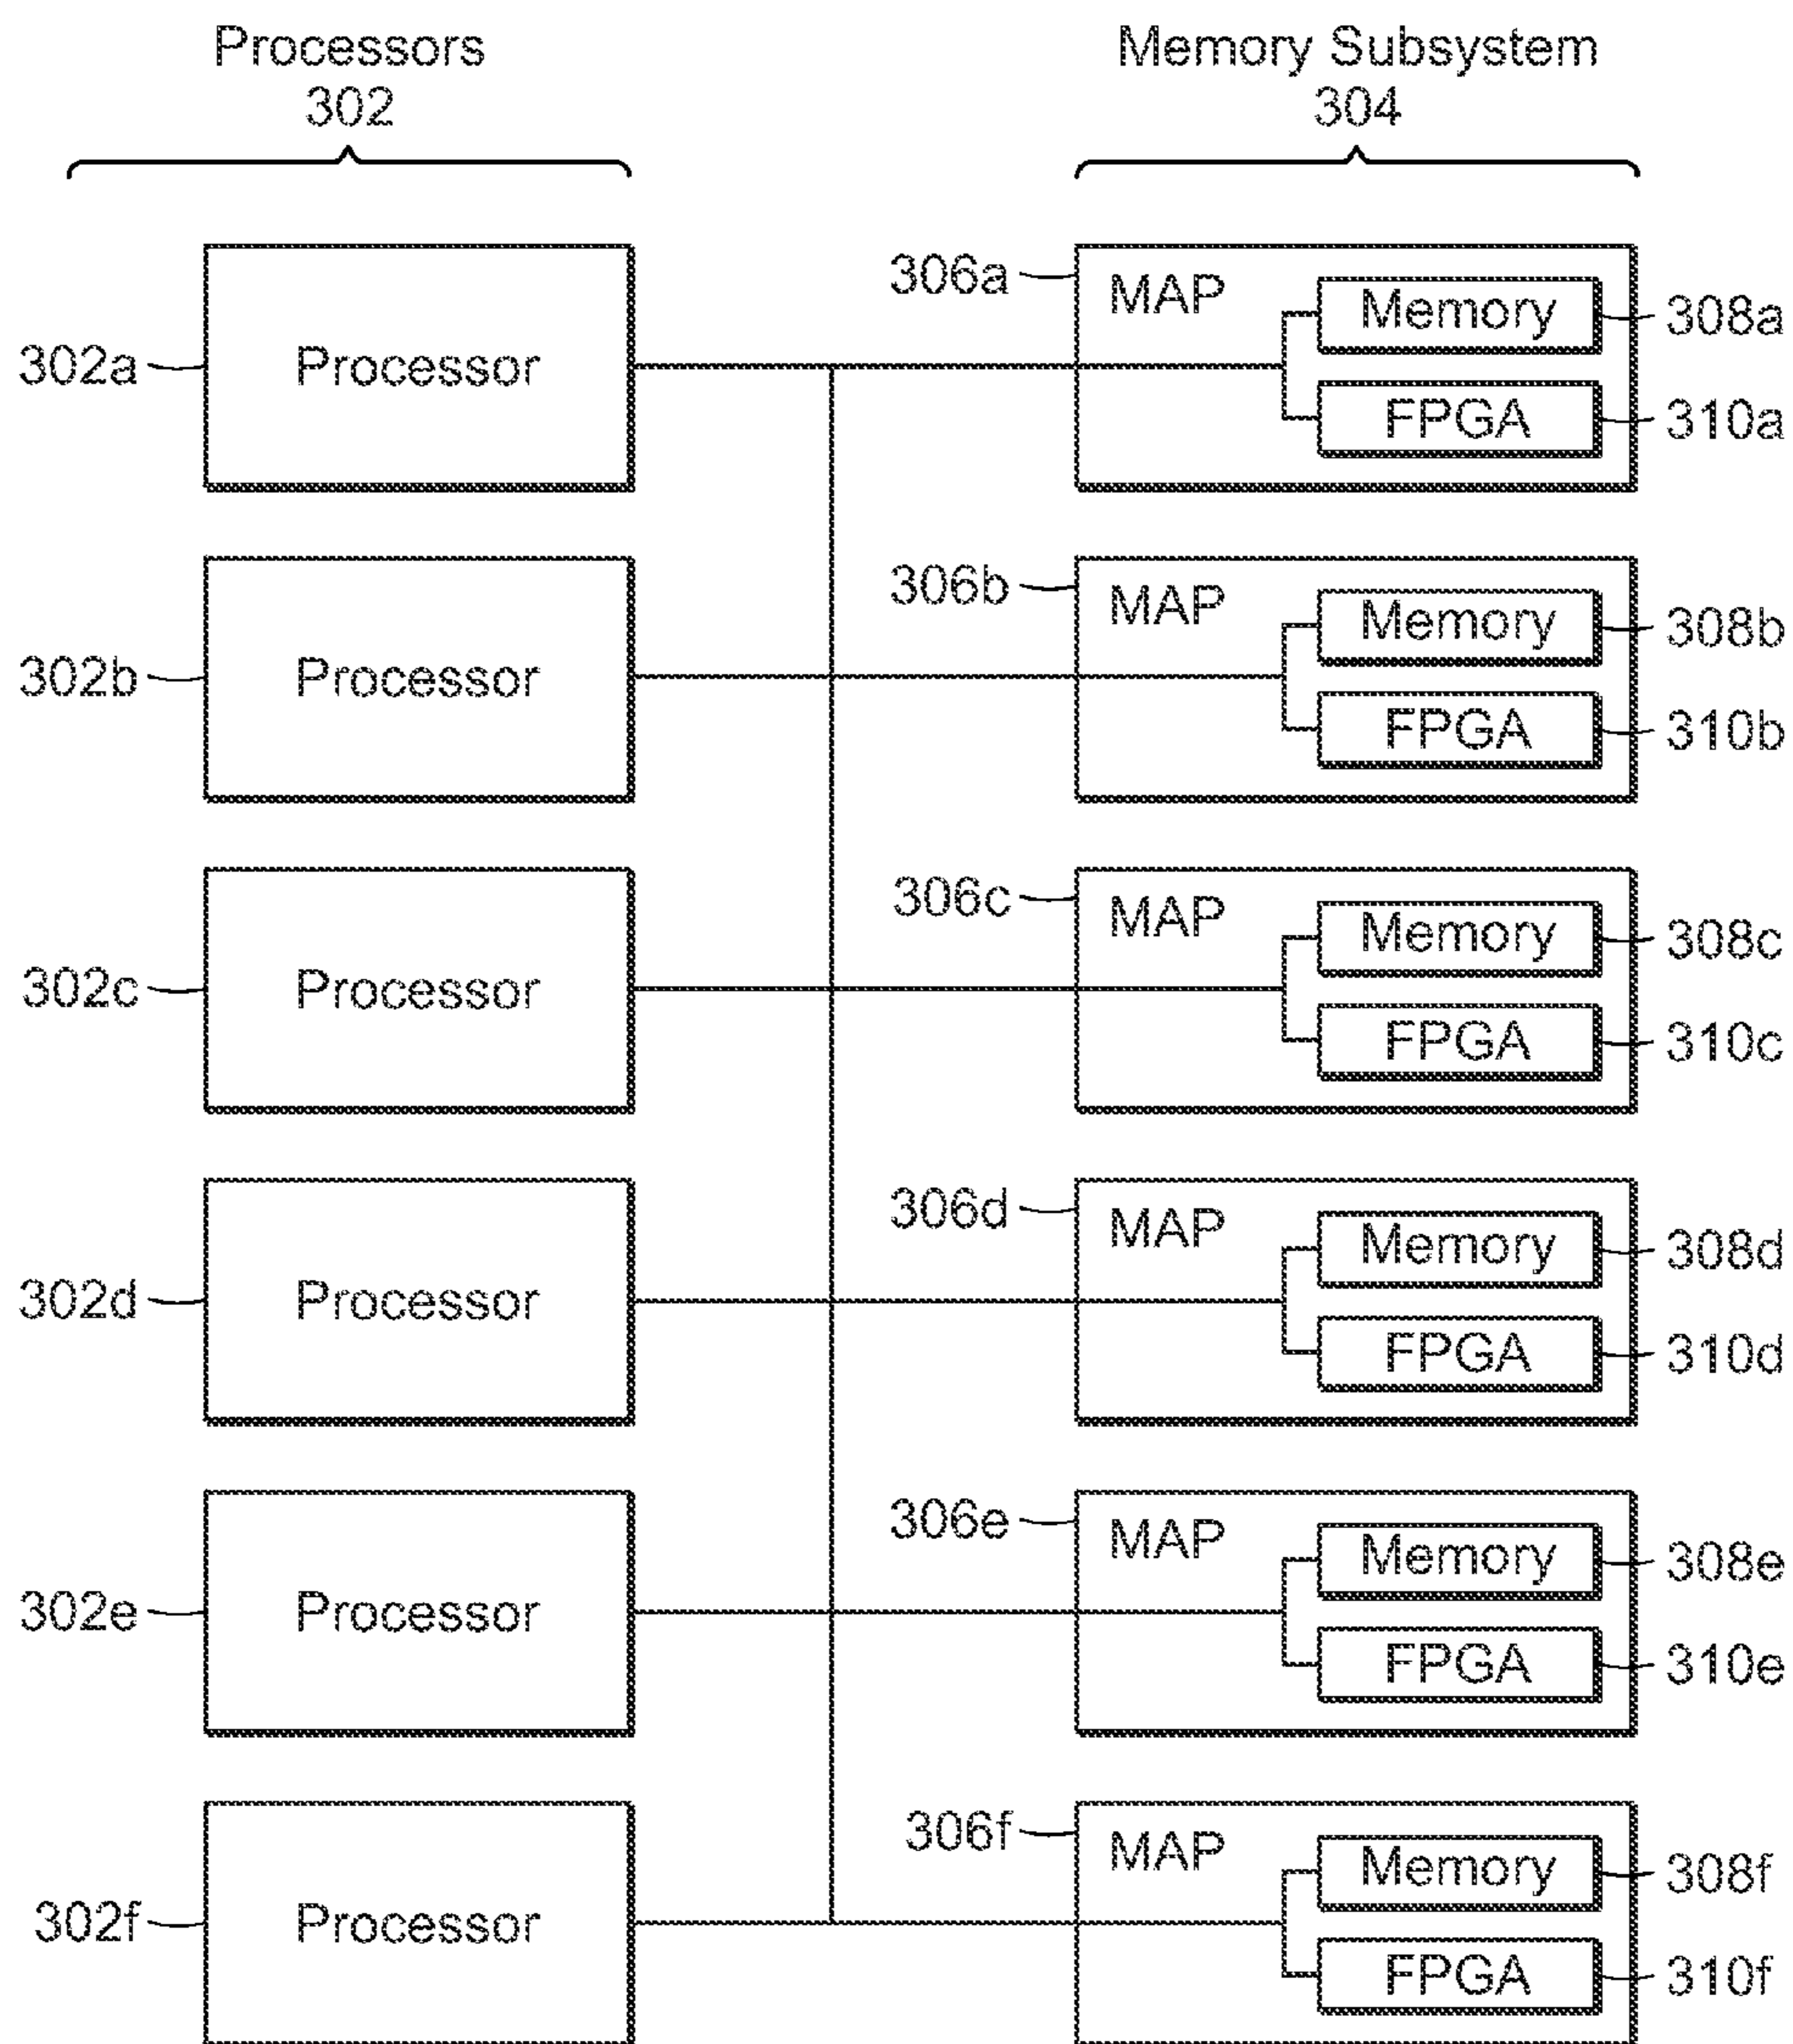 Processors
302
Memory Subsystem
304
306a
MAP
Memory
308a
302a
Processor
FPGA
310a
306b
MAP
Memory
308b
302b
Processor
FPGA
310b
306c
MAP
Memory
308c
302c
Processor
FPGA
310c
306d
MAP
Memory
308d
302d
Processor
FPGA
310d
306e
MAP
Memory
308e
302e
Processor
FPGA
310e
306f
MAP
Memory
308f
302f
Processor
FPGA
310f